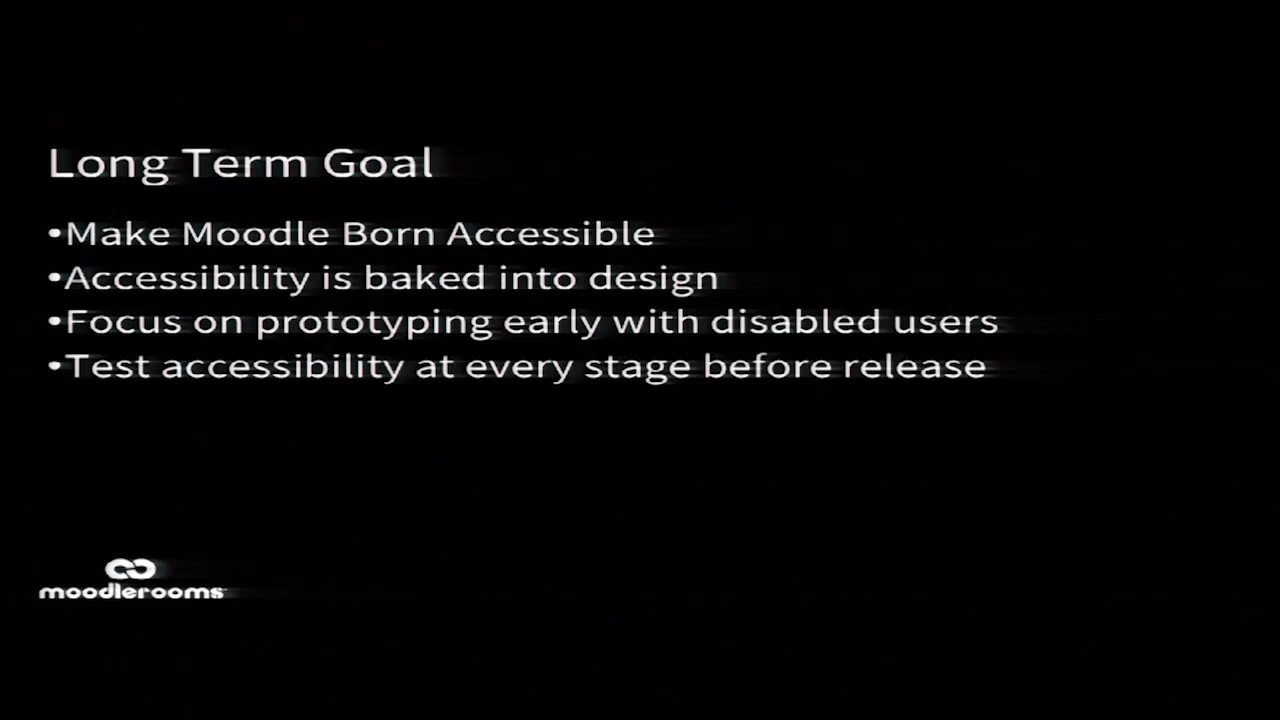 Long Term Goal
•Make Moodle Born Accessible
•Accessibility is baked into design
•Focus on prototyping early with disabled users
•Test accessibility at every stage before release
moodlerooms